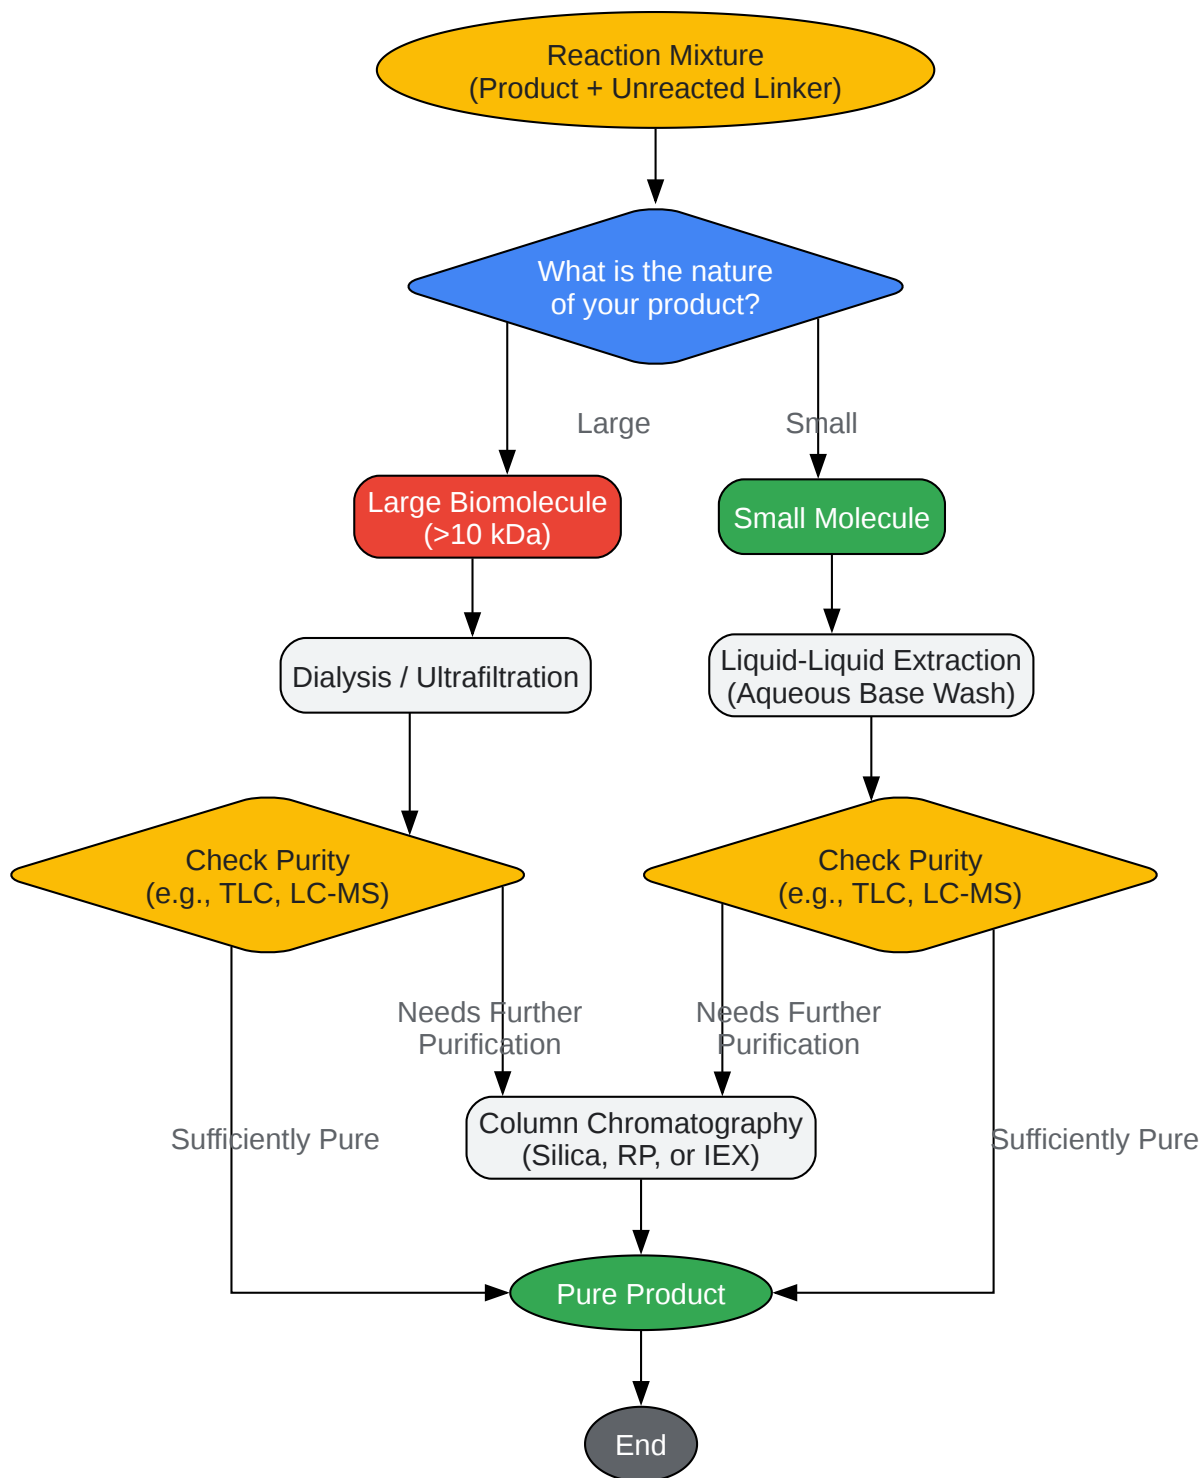 Reaction Mixture
(Product + Unreacted Linker)
What is the nature
of your product?
Large
Small
Large Biomolecule
(>10 kDa)
Small Molecule
Dialysis / Ultrafiltration
Liquid-Liquid Extraction
(Aqueous Base Wash)
Check Purity
(e.g., TLC, LC-MS)
Check Purity
(e.g., TLC, LC-MS)
Needs Further
Purification
Needs Further
Purification
Sufficiently Pure
Column Chromatography
(Silica, RP, or IEX)
Sufficiently Pure
Pure Product
End